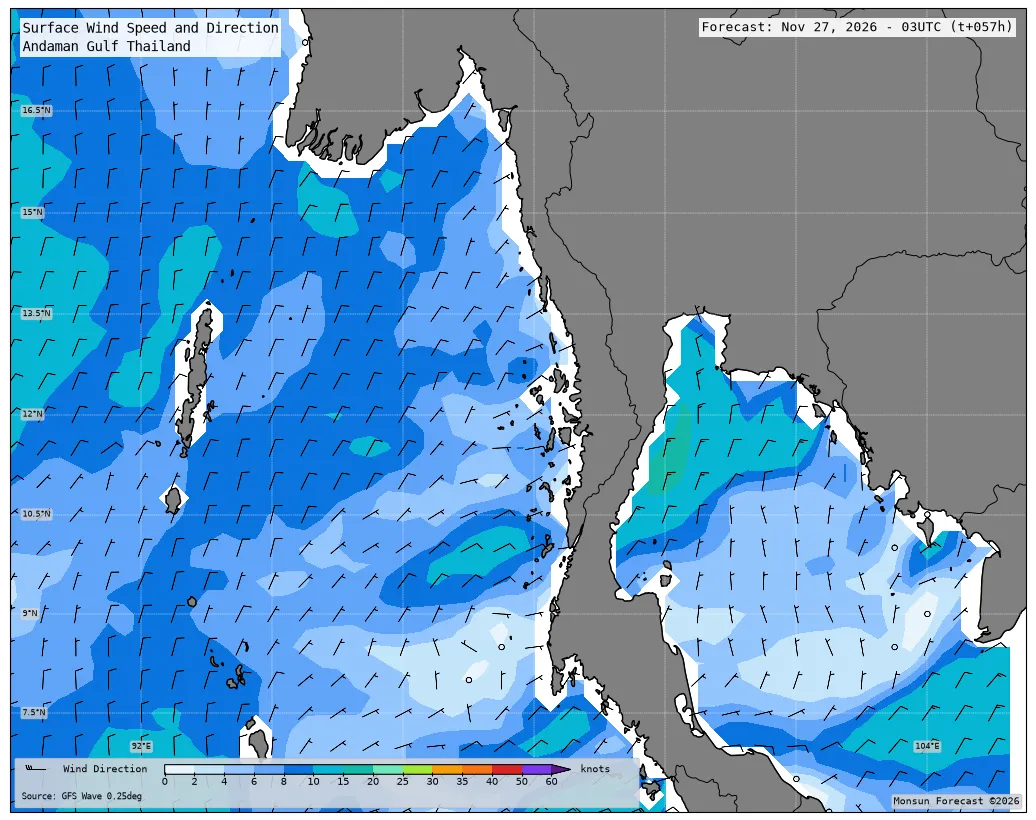 Surface Wind Speed and Direction
Andaman Gulf Thailand
Forecast: Nov 27, 2026 - 03UTC (t+057h)
16.5°N
15°N
13.5°N
12°N
10.5°N
9°N
7.5°N
92°E
104°E
Wind Direction
0 2 4 6 8 10 15 20 25 30 35 40 50 60
knots
Source: GFS Wave 0.25deg
Monsun Forecast ©2026